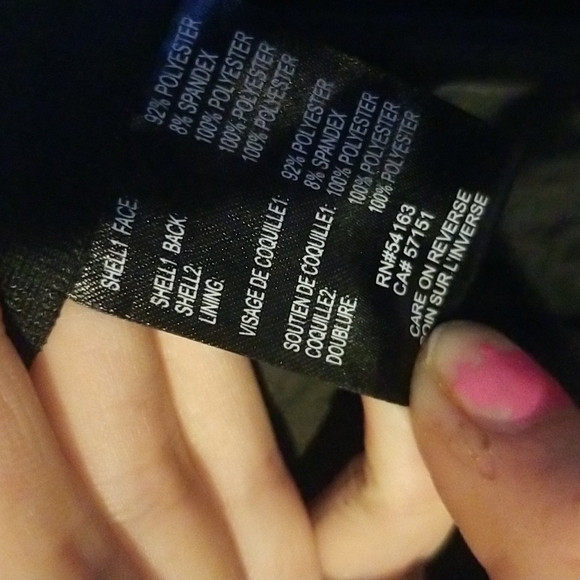 SHELL1 FACE: 92% POLYESTER
8% SPANDEX
SHELL1 BACK: 100% POLYESTER
SHELL2: 100% POLYESTER
LINING: 100% POLYESTER
VISAGE DE COQUILLE1: 92% POLYESTER
8% SPANDEX
SOUTIEN DE COQUILLE1: 100% POLYESTER
COQUILLE2: 100% POLYESTER
DOUBLURE: 100% POLYESTER
RN#54163
CA# 57151
CARE ON REVERSE
SOIN SUR L'INVERSE